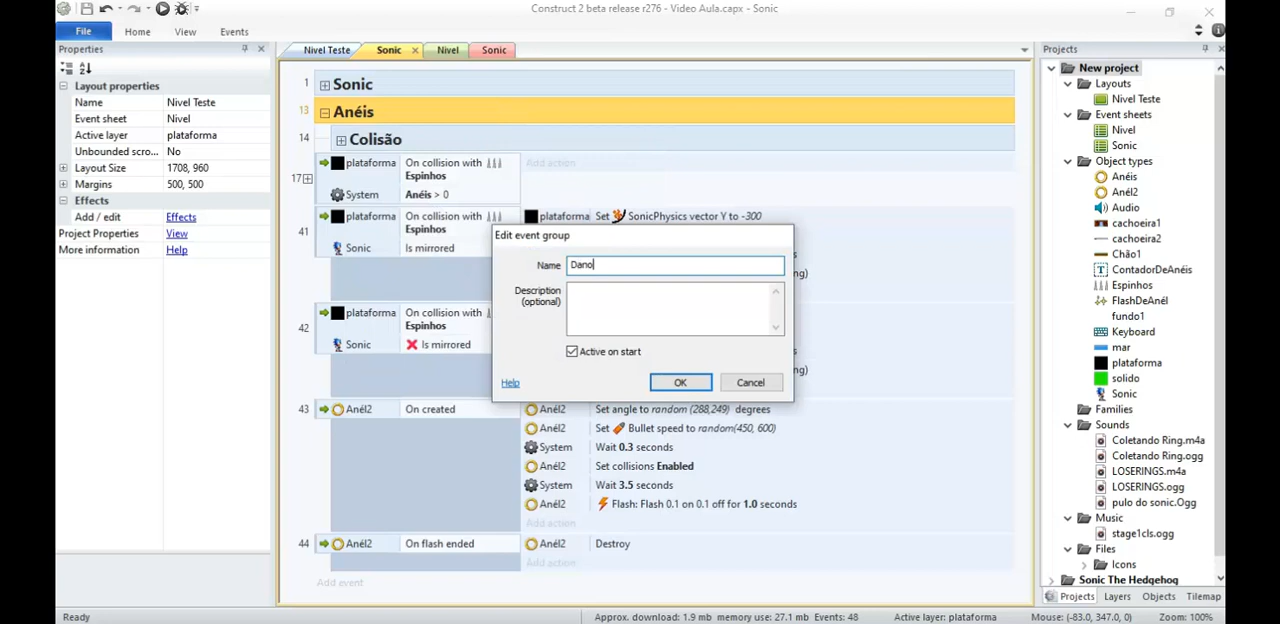 Construct 2 beta release r276 - Video Aula.capx - Sonic
File Home View Events
Properties
Layout properties
Name Nivel Teste
Event sheet Nivel
Active layer plataforma
Unbounded scro... No
Layout Size 1708, 960
Margins 500, 500
Effects
Add / edit Effects
Project Properties View
More information Help
Nivel Teste Sonic Nivel Sonic
1 Sonic
13 Anéis
14 Colisão
17 plataforma On collision with Espinhos Add action
System Anéis > 0
41 plataforma On collision with Espinhos plataforma Set SonicPhysics vector Y to -300
Sonic Is mirrored
42 plataforma On collision with Espinhos
Sonic Is mirrored
43 Anél2 On created Anél2 Set angle to random (288,249) degrees
Anél2 Set Bullet speed to random(450, 600)
System Wait 0.3 seconds
Anél2 Set collisions Enabled
System Wait 3.5 seconds
Anél2 Flash: Flash 0.1 on 0.1 off for 1.0 seconds
Add action
44 Anél2 On flash ended Anél2 Destroy
Add action
Add event
Edit event group
Name Dano
Description
(optional)
Active on start
Help OK Cancel
Projects
New project
Layouts
Nivel Teste
Event sheets
Nivel
Sonic
Object types
Anéis
Anél2
Audio
cachoeira1
cachoeira2
Chão1
ContadorDeAnéis
Espinhos
FlashDeAnél
fundo1
Keyboard
mar
plataforma
solido
Sonic
Families
Sounds
Coletando Ring.m4a
Coletando Ring.ogg
LOSERINGS.m4a
LOSERINGS.ogg
pulo do sonic.Ogg
Music
stage1cls.ogg
Files
Icons
Sonic The Hedgehog
Projects Layers Objects Tilemap
Ready Approx. download: 1.9 mb memory use: 27.1 mb Events: 48 Active layer: plataforma Mouse: (-83.0, 347.0, 0) Zoom: 100%